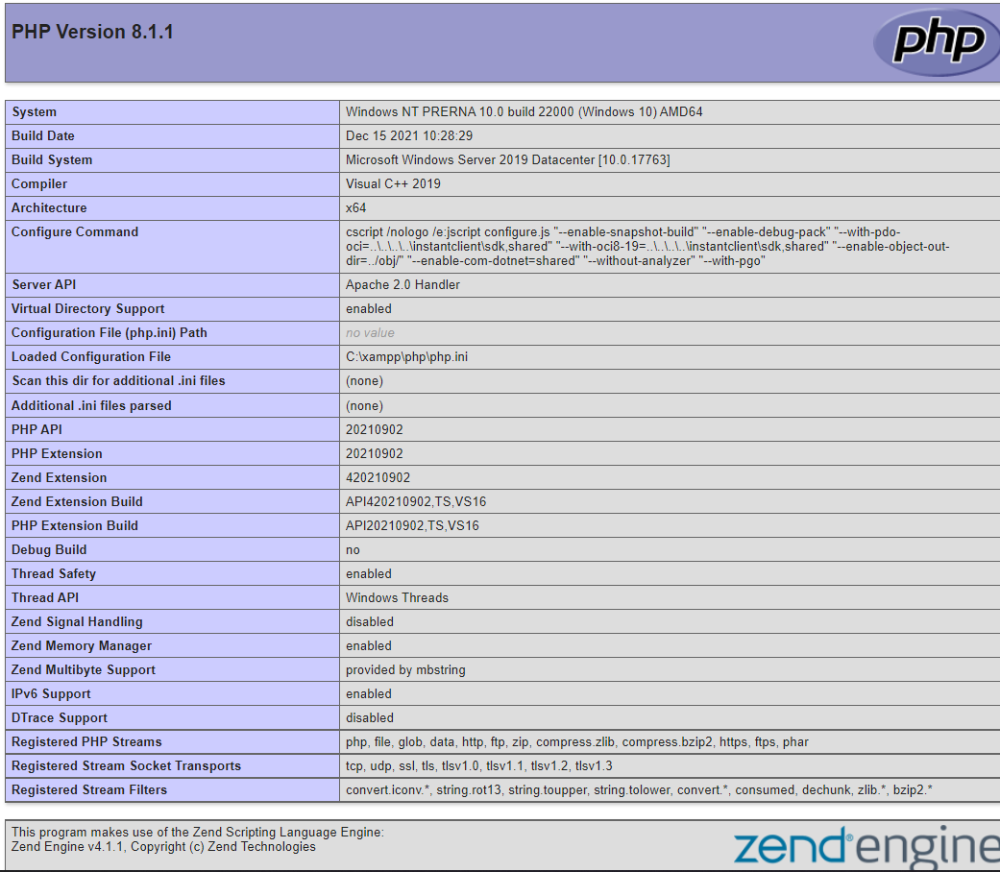 PHP Version 8.1.1
php
System Windows NT PRERNA 10.0 build 22000 (Windows 10) AMD64
Build Date Dec 15 2021 10:28:29
Build System Microsoft Windows Server 2019 Datacenter [10.0.17763]
Compiler Visual C++ 2019
Architecture x64
Configure Command cscript /nologo /e:jscript configure.js "--enable-snapshot-build" "--enable-debug-pack" "--with-pdo-
oci=..\..\..\..\instantclient\sdk,shared" "--with-oci8-19=..\..\..\..\instantclient\sdk,shared" "--enable-object-out-
dir=../obj/" "--enable-com-dotnet=shared" "--without-analyzer" "--with-pgo"
Server API Apache 2.0 Handler
Virtual Directory Support enabled
Configuration File (php.ini) Path no value
Loaded Configuration File C:\xampp\php\php.ini
Scan this dir for additional .ini files (none)
Additional .ini files parsed (none)
PHP API 20210902
PHP Extension 20210902
Zend Extension 420210902
Zend Extension Build API420210902,TS,VS16
PHP Extension Build API20210902,TS,VS16
Debug Build no
Thread Safety enabled
Thread API Windows Threads
Zend Signal Handling disabled
Zend Memory Manager enabled
Zend Multibyte Support provided by mbstring
IPv6 Support enabled
DTrace Support disabled
Registered PHP Streams php, file, glob, data, http, ftp, zip, compress.zlib, compress.bzip2, https, ftps, phar
Registered Stream Socket Transports tcp, udp, ssl, tls, tlsv1.0, tlsv1.1, tlsv1.2, tlsv1.3
Registered Stream Filters convert.iconv.*, string.rot13, string.toupper, string.tolower, convert.*, consumed, dechunk, zlib.*, bzip2.*
This program makes use of the Zend Scripting Language Engine:
Zend Engine v4.1.1, Copyright (c) Zend Technologies
zend®engine